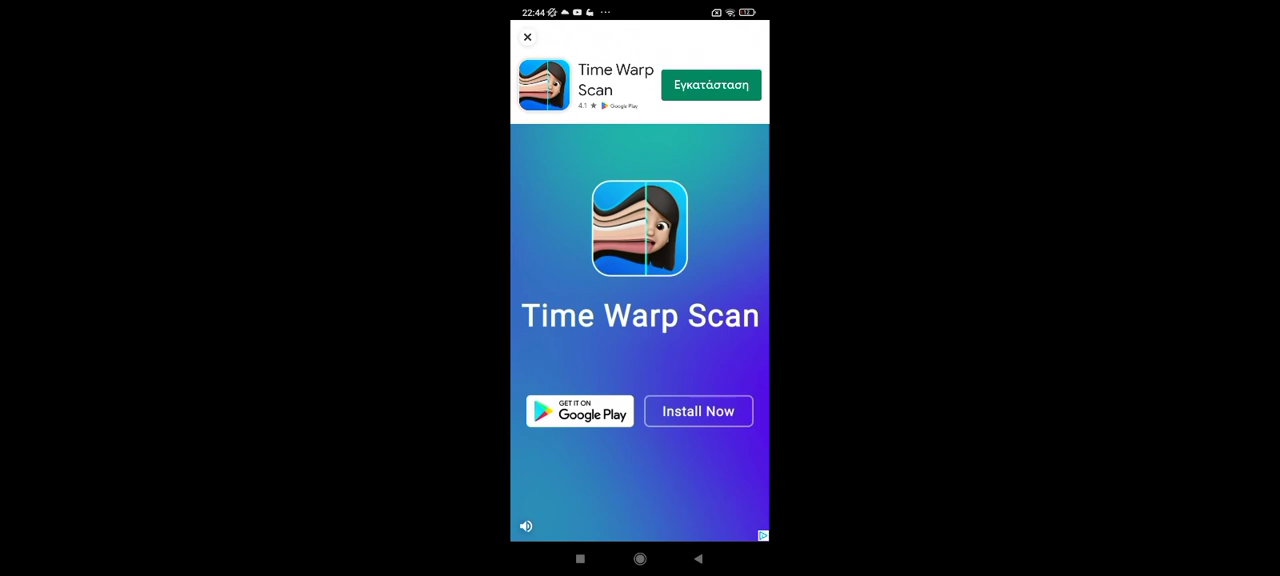 22:44
12
Time Warp
Scan
Εγκατάσταση
4.1 ★ Google Play
Time Warp Scan
GET IT ON
Google Play
Install Now